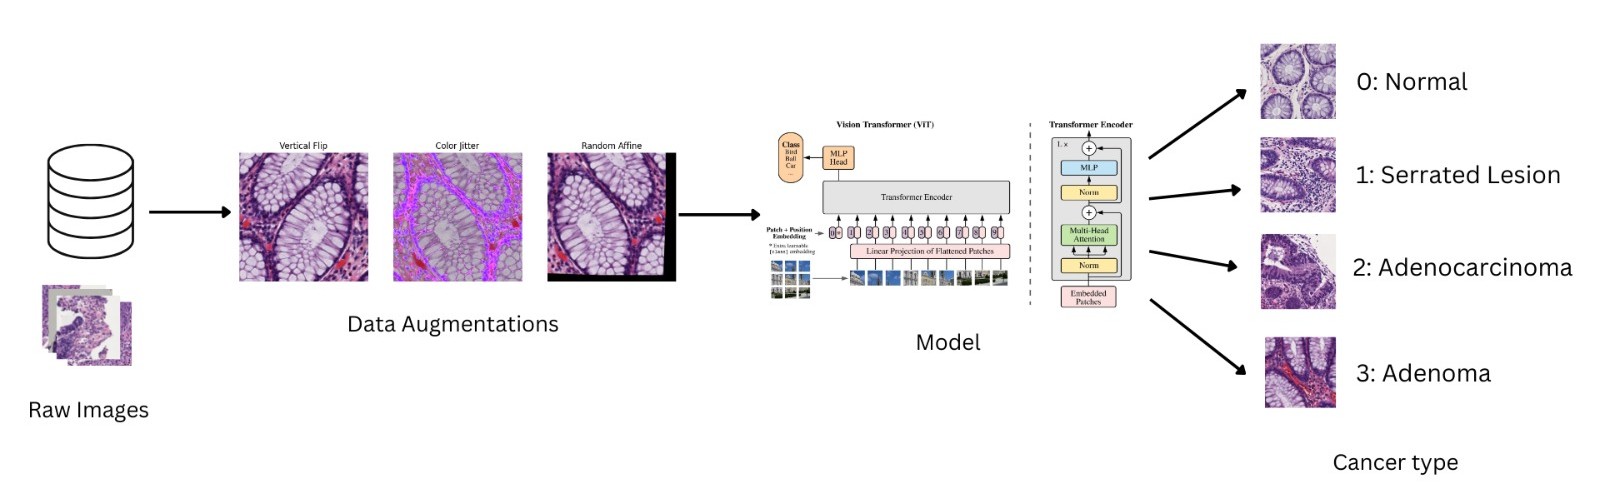 Raw Images
Vertical Flip
Color Jitter
Random Affine
Data Augmentations
Vision Transformer (ViT)
Class
Bird
Ball
Car
...
MLP
Head
Transformer Encoder
Patch + Position
Embedding
* Extra learnable
[class] embedding
0 *
1
2
3
4
5
6
7
8
9
Linear Projection of Flattened Patches
Transformer Encoder
L x
+
MLP
Norm
+
Multi-Head
Attention
Norm
Embedded
Patches
Model
0: Normal
1: Serrated Lesion
2: Adenocarcinoma
3: Adenoma
Cancer type